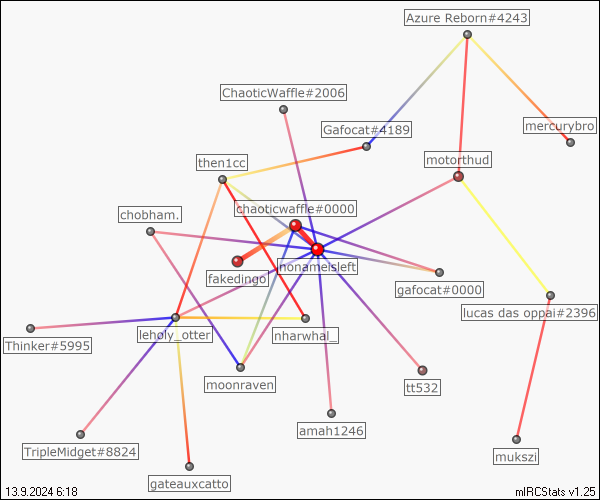 Azure Reborn#4243
ChaoticWaffle#2006
Gafocat#4189
mercurybro
then1cc
motorthud
chobham.
chaoticwaffle#0000
fakedingo
nonameisleft
gafocat#0000
lucas das oppai#2396
Thinker#5995
leholy_otter
nharwhal_
moonraven
tt532
amah1246
TripleMidget#8824
mukszi
gateauxcatto
13.9.2024 6:18
mIRCStats v1.25